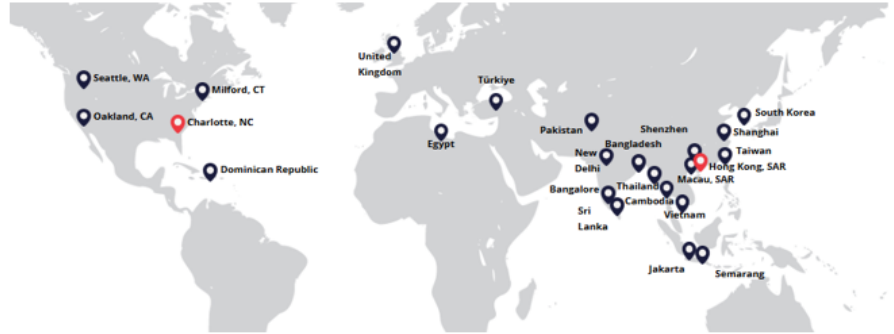 Seattle, WA
Milford, CT
Oakland, CA
Charlotte, NC
Dominican Republic
United
Kingdom
Türkiye
Egypt
Pakistan
Shenzhen
South Korea
Shanghai
New
Delhi
Bangladesh
Taiwan
Hong Kong, SAR
Macau, SAR
Bangalore
Thailand
Cambodia
Sri
Lanka
Vietnam
Jakarta
Semarang